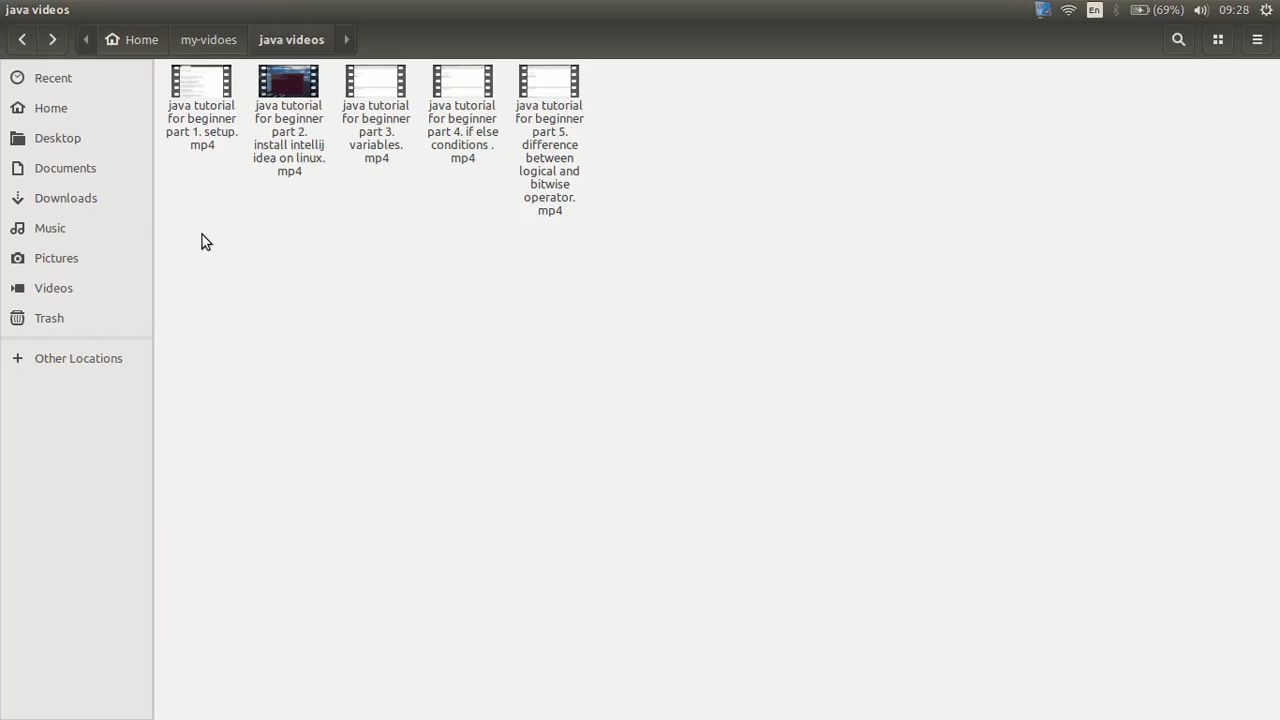 java videos
En
(69%)
09:28
Home
my-vidoes
java videos
Recent
Home
Desktop
Documents
Downloads
Music
Pictures
Videos
Trash
Other Locations
java tutorial
for beginner
part 1. setup.
mp4
java tutorial
for beginner
part 2.
install intellij
idea on linux.
mp4
java tutorial
for beginner
part 3.
variables.
mp4
java tutorial
for beginner
part 4. if else
conditions .
mp4
java tutorial
for beginner
part 5.
difference
between
logical and
bitwise
operator.
mp4